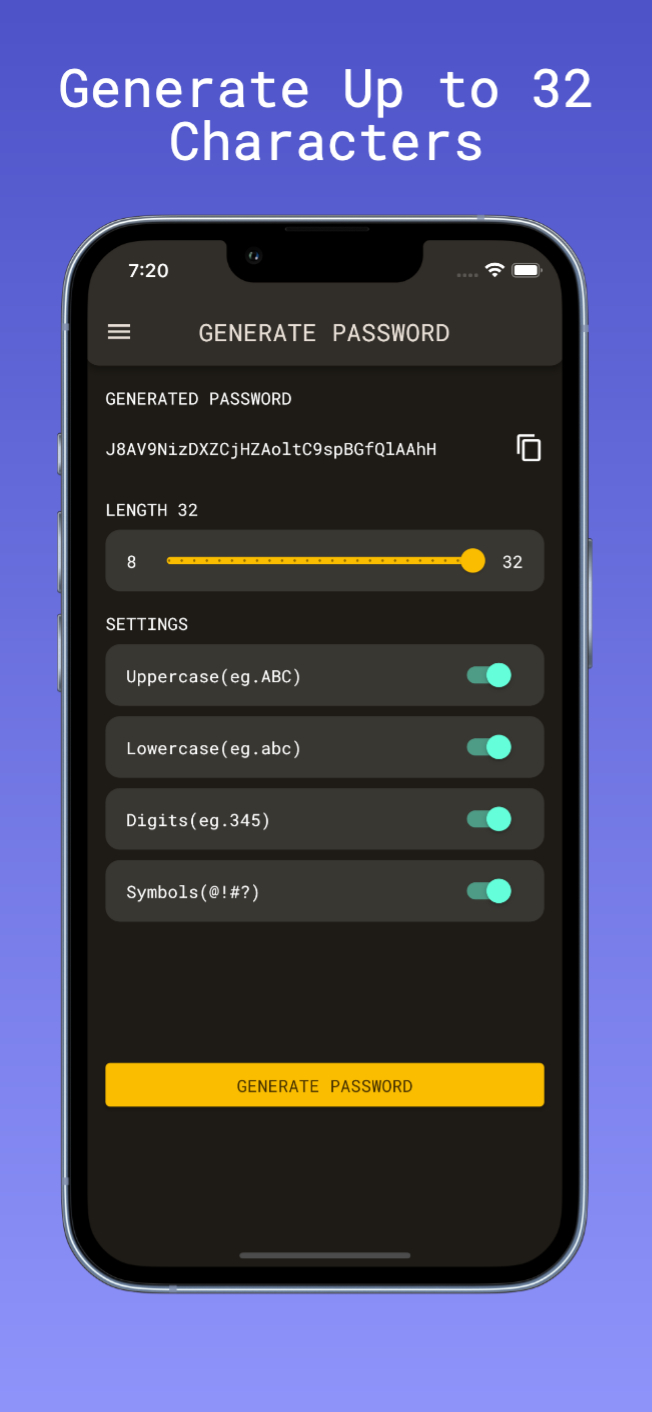 Generate Up to 32
Characters
7:20
GENERATE PASSWORD
GENERATED PASSWORD
J8AV9NizDXZCjHZAoltC9spBGfQlAAhH
LENGTH 32
8 32
SETTINGS
Uppercase(eg.ABC)
Lowercase(eg.abc)
Digits(eg.345)
Symbols(@!#?)
GENERATE PASSWORD